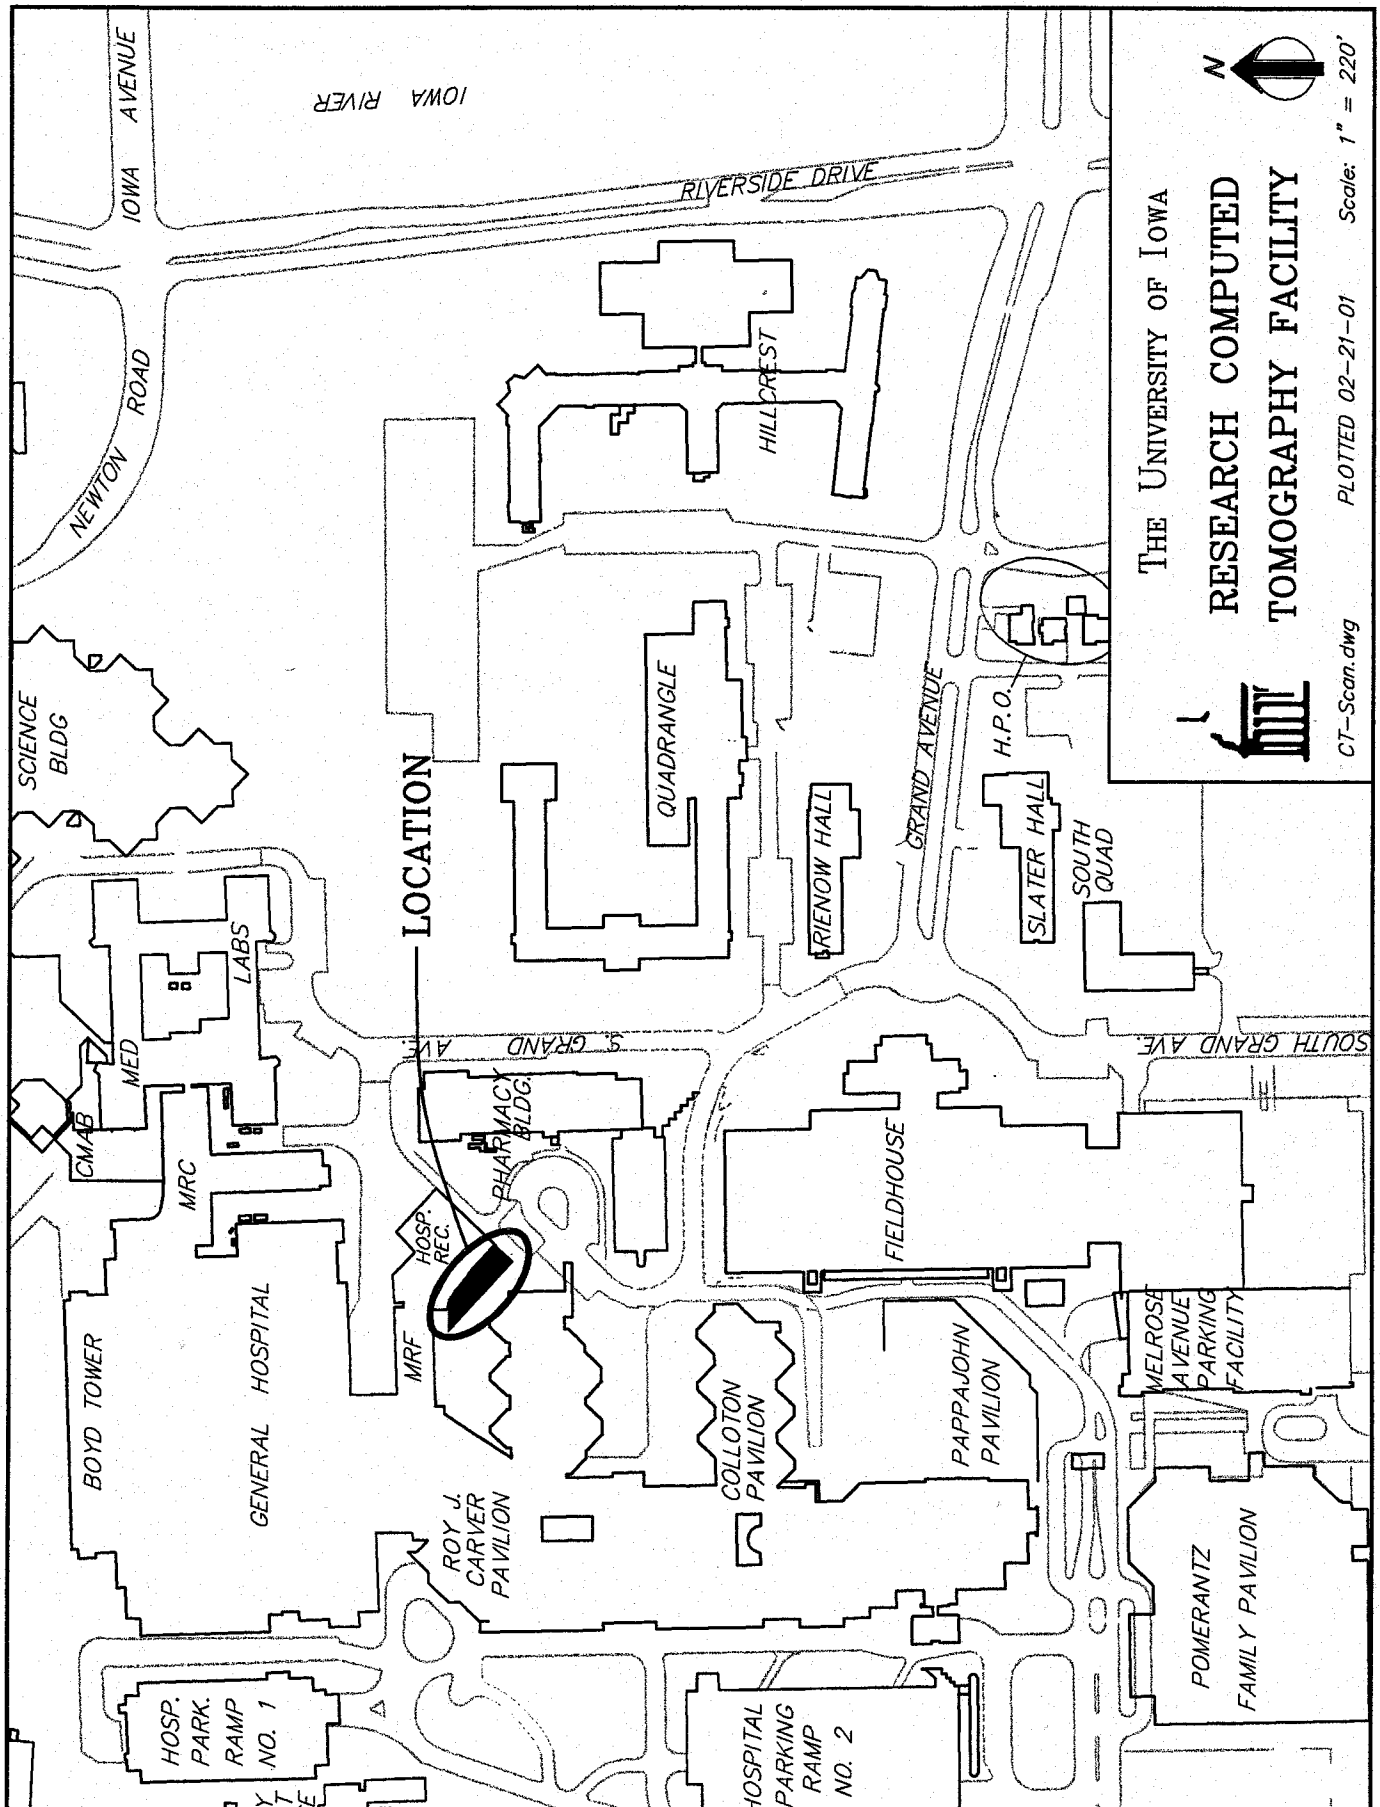 IOWA AVENUE
IOWA RIVER
RIVERSIDE DRIVE
NEWTON ROAD
HILLCREST
SCIENCE
BLDG
LOCATION
QUADRANGLE
RIENOW HALL
GRAND AVENUE
H.P.O.
SLATER HALL
SOUTH
QUAD
MED
LABS
S. GRAND AVE.
SOUTH GRAND AVE.
CMAB
MRC
PHARMACY
BLDG.
HOSP.
REC.
FIELDHOUSE
BOYD TOWER
GENERAL HOSPITAL
MRF
COLLOTON
PAVILION
PAPPAJOHN
PAVILION
MELROSE
AVENUE
PARKING
FACILITY
ROY J.
CARVER
PAVILION
POMERANTZ
FAMILY PAVILION
HOSP.
PARK.
RAMP
NO. 1
HOSPITAL
PARKING
RAMP
NO. 2
THE UNIVERSITY OF IOWA
RESEARCH COMPUTED
TOMOGRAPHY FACILITY
N
CT-Scan.dwg PLOTTED 02-21-01 Scale: 1" = 220'